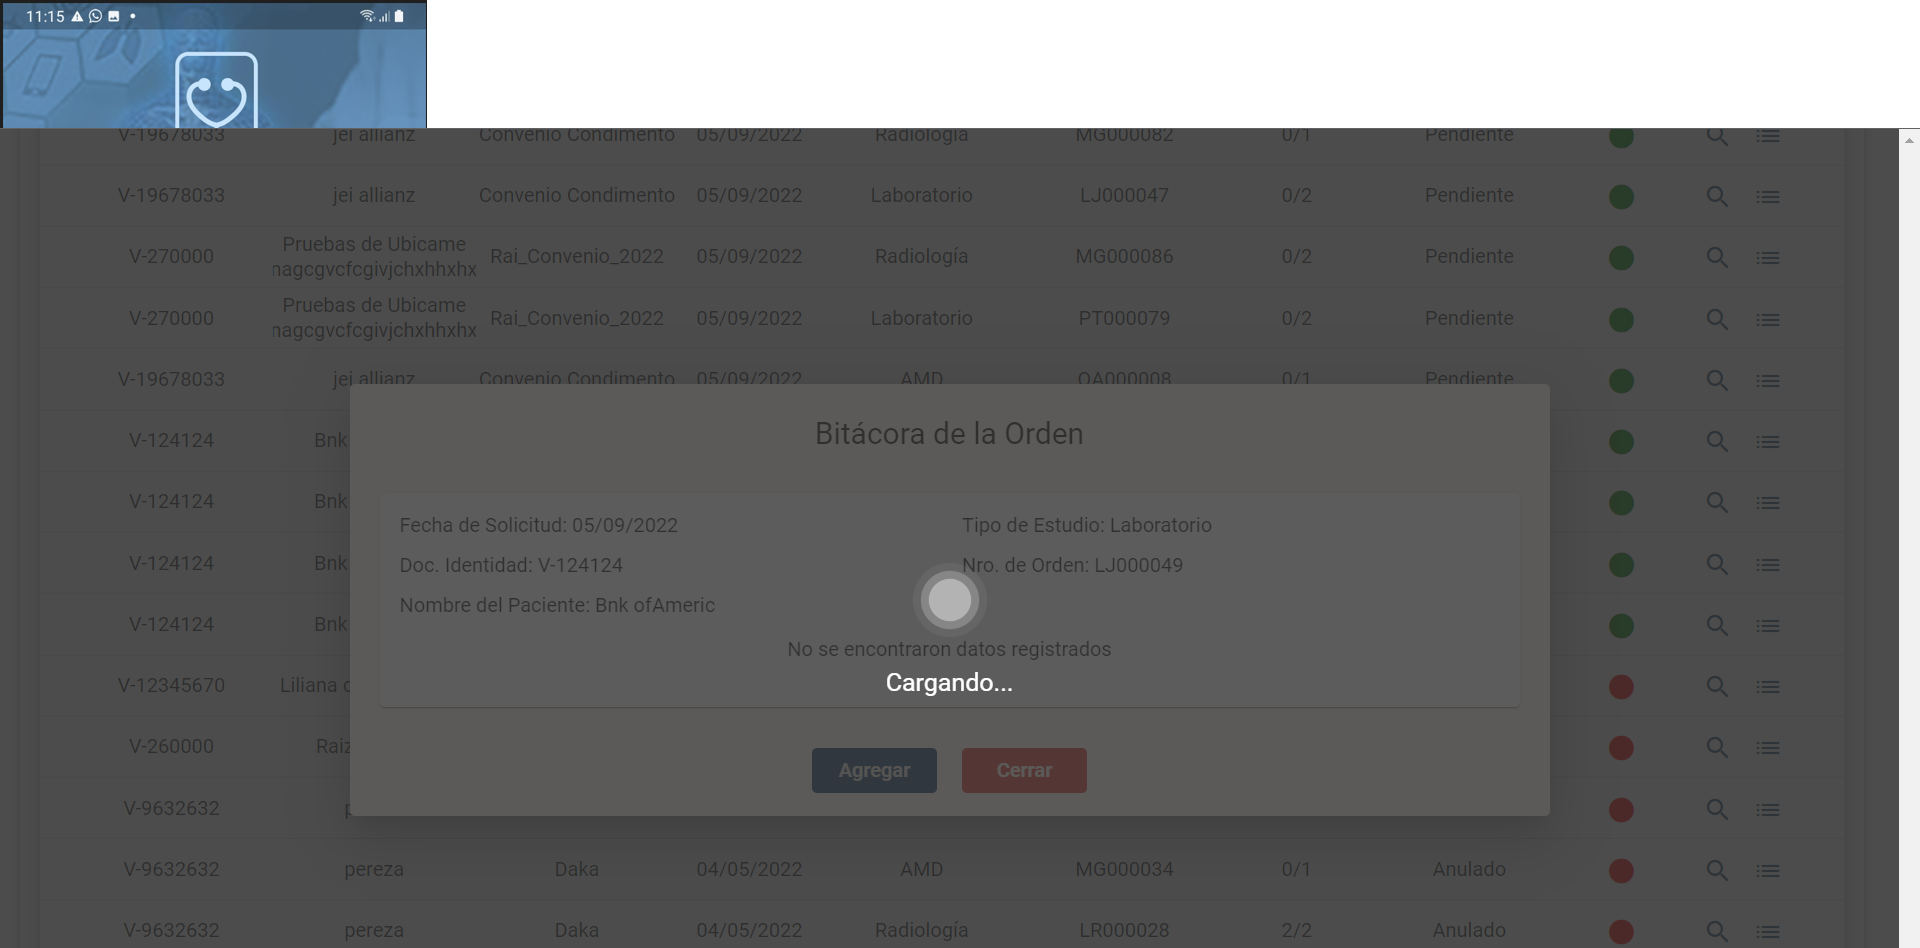 11:15
V-19678033 jei allianz Convenio Condimento 05/09/2022 Radiología MG000082 0/1 Pendiente
V-19678033 jei allianz Convenio Condimento 05/09/2022 Laboratorio LJ000047 0/2 Pendiente
Pruebas de Ubicame
V-270000 Rai_Convenio_2022 05/09/2022 Radiología MG000086 0/2 Pendiente
nagcgvcfcgivjchxhhxhx
Pruebas de Ubicame
V-270000 Rai_Convenio_2022 05/09/2022 Laboratorio PT000079 0/2 Pendiente
nagcgvcfcgivjchxhhxhx
V-19678033 jei allianz Convenio Condimento 05/09/2022 AMD OA000008 0/1 Pendiente
V-124124 Bnk
V-124124 Bnk
V-124124 Bnk
V-124124 Bnk
V-12345670 Liliana
V-260000 Raiz
V-9632632
Bitácora de la Orden
Fecha de Solicitud: 05/09/2022 Tipo de Estudio: Laboratorio
Doc. Identidad: V-124124 Nro. de Orden: LJ000049
Nombre del Paciente: Bnk ofAmeric
No se encontraron datos registrados
Cargando...
Agregar Cerrar
V-9632632 pereza Daka 04/05/2022 AMD MG000034 0/1 Anulado
V-9632632 pereza Daka 04/05/2022 Radiología LR000028 2/2 Anulado